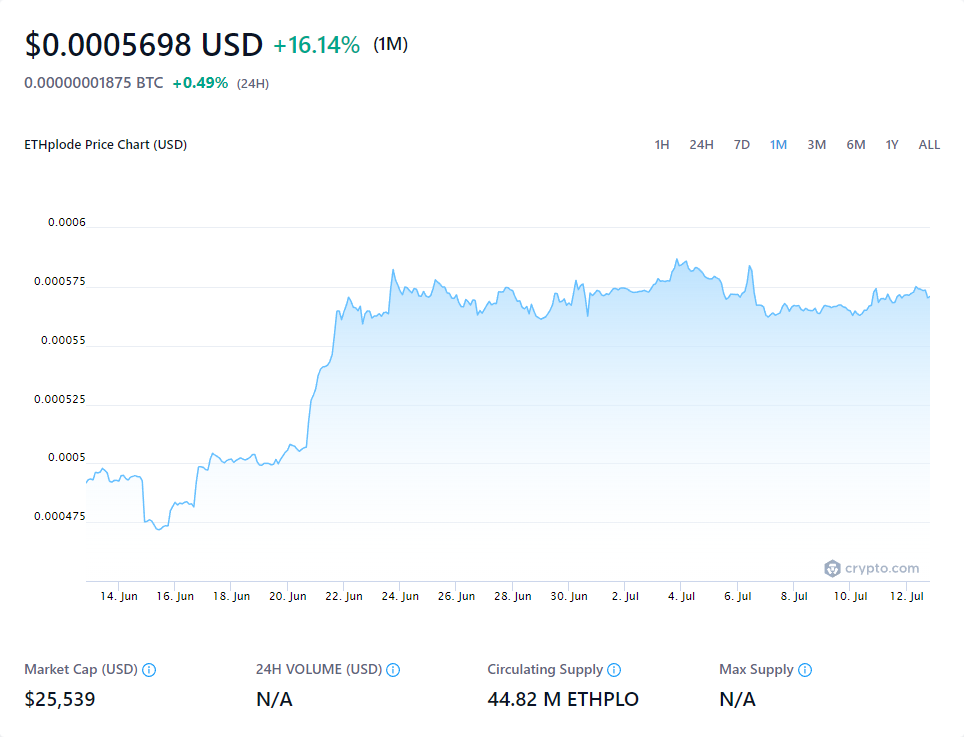 $0.0005698 USD +16.14% (1M)
0.00000001875 BTC +0.49% (24H)
ETHplode Price Chart (USD) 1H 24H 7D 1M 3M 6M 1Y ALL
0.0006
0.000575
0.00055
0.000525
0.0005
0.000475
crypto.com
14. Jun 16. Jun 18. Jun 20. Jun 22. Jun 24. Jun 26. Jun 28. Jun 30. Jun 2. Jul 4. Jul 6. Jul 8. Jul 10. Jul 12. Jul
Market Cap (USD) 24H VOLUME (USD) Circulating Supply Max Supply
$25,539 N/A 44.82 M ETHPLO N/A